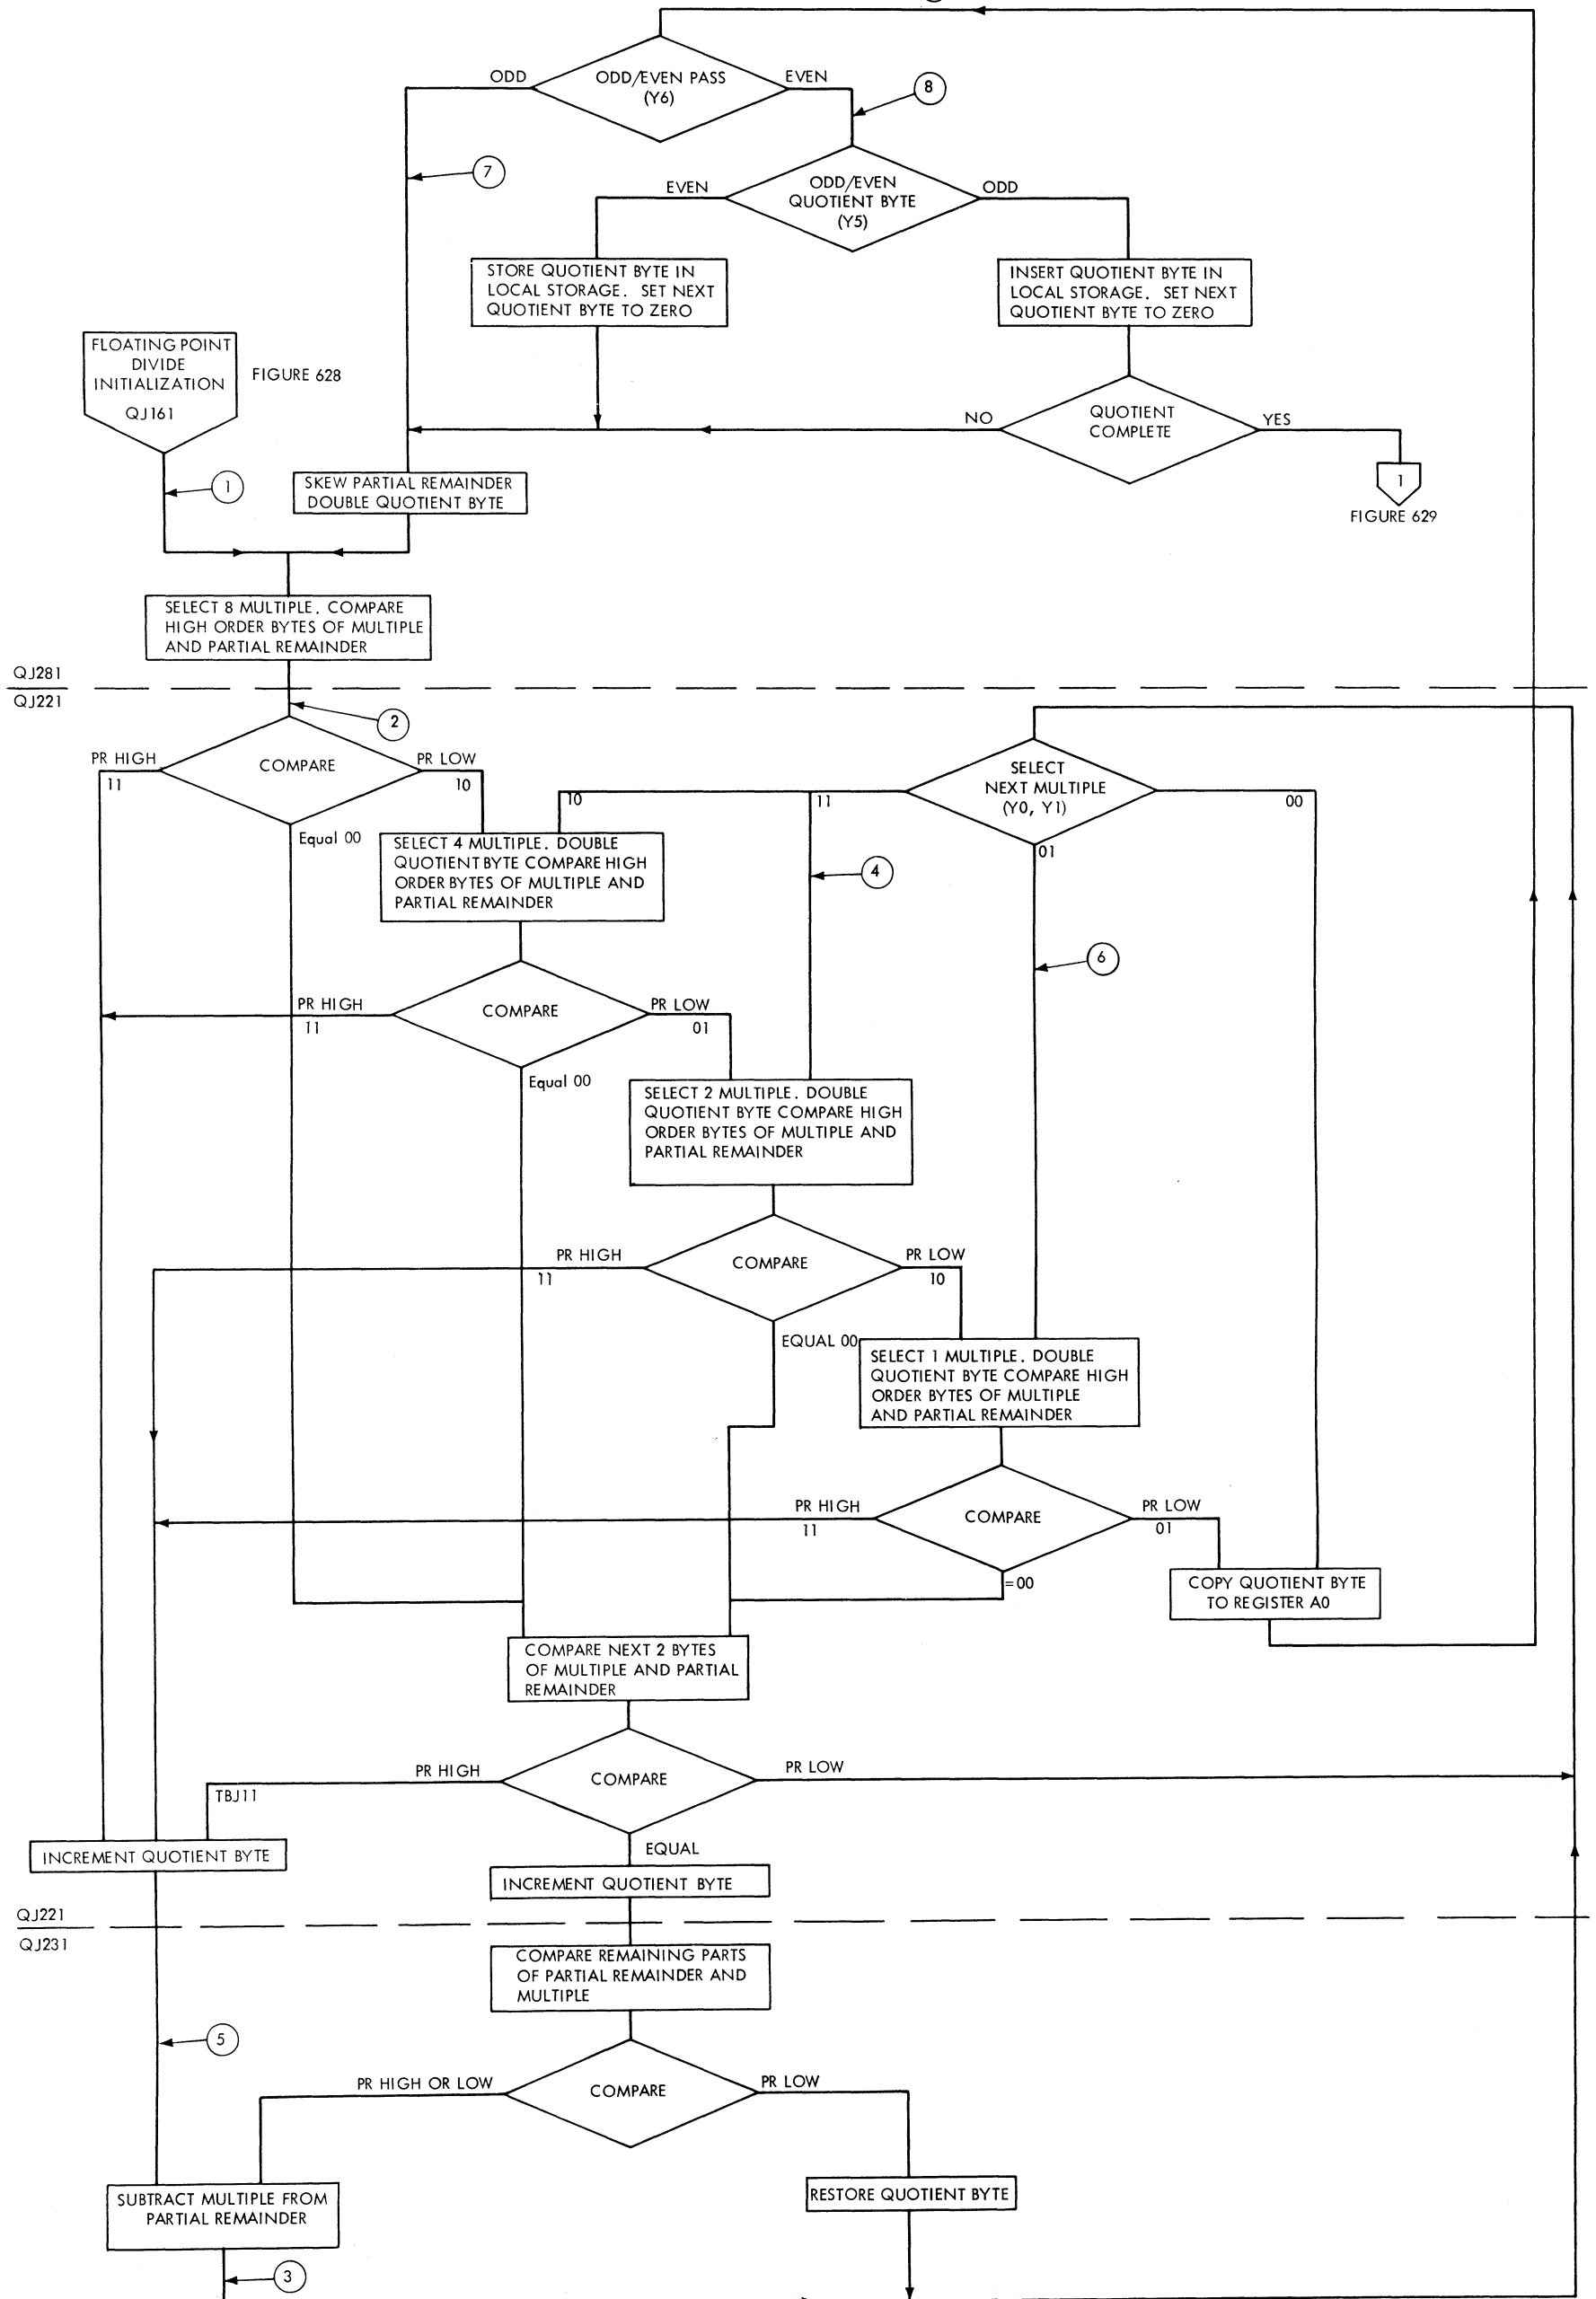 ODD
ODD/EVEN PASS
(Y6)
EVEN
8
7
EVEN
ODD/EVEN
QUOTIENT BYTE
(Y5)
ODD
STORE QUOTIENT BYTE IN
LOCAL STORAGE. SET NEXT
QUOTIENT BYTE TO ZERO
INSERT QUOTIENT BYTE IN
LOCAL STORAGE. SET NEXT
QUOTIENT BYTE TO ZERO
FLOATING POINT
DIVIDE
INITIALIZATION
QJ161
FIGURE 628
NO
QUOTIENT
COMPLETE
YES
1
FIGURE 629
1
SKEW PARTIAL REMAINDER
DOUBLE QUOTIENT BYTE
SELECT 8 MULTIPLE. COMPARE
HIGH ORDER BYTES OF MULTIPLE
AND PARTIAL REMAINDER
QJ281
QJ221
2
PR HIGH
11
COMPARE
PR LOW
10
Equal 00
SELECT
NEXT MULTIPLE
(Y0, Y1)
10
11
00
01
SELECT 4 MULTIPLE. DOUBLE
QUOTIENT BYTE COMPARE HIGH
ORDER BYTES OF MULTIPLE AND
PARTIAL REMAINDER
4
6
PR HIGH
11
COMPARE
PR LOW
01
Equal 00
SELECT 2 MULTIPLE. DOUBLE
QUOTIENT BYTE COMPARE HIGH
ORDER BYTES OF MULTIPLE AND
PARTIAL REMAINDER
PR HIGH
11
COMPARE
PR LOW
10
EQUAL 00
SELECT 1 MULTIPLE. DOUBLE
QUOTIENT BYTE COMPARE HIGH
ORDER BYTES OF MULTIPLE
AND PARTIAL REMAINDER
PR HIGH
11
COMPARE
PR LOW
01
=00
COPY QUOTIENT BYTE
TO REGISTER A0
COMPARE NEXT 2 BYTES
OF MULTIPLE AND PARTIAL
REMAINDER
PR HIGH
TBJ11
COMPARE
PR LOW
EQUAL
INCREMENT QUOTIENT BYTE
INCREMENT QUOTIENT BYTE
QJ221
QJ231
COMPARE REMAINING PARTS
OF PARTIAL REMAINDER AND
MULTIPLE
5
PR HIGH OR LOW
COMPARE
PR LOW
SUBTRACT MULTIPLE FROM
PARTIAL REMAINDER
RESTORE QUOTIENT BYTE
3